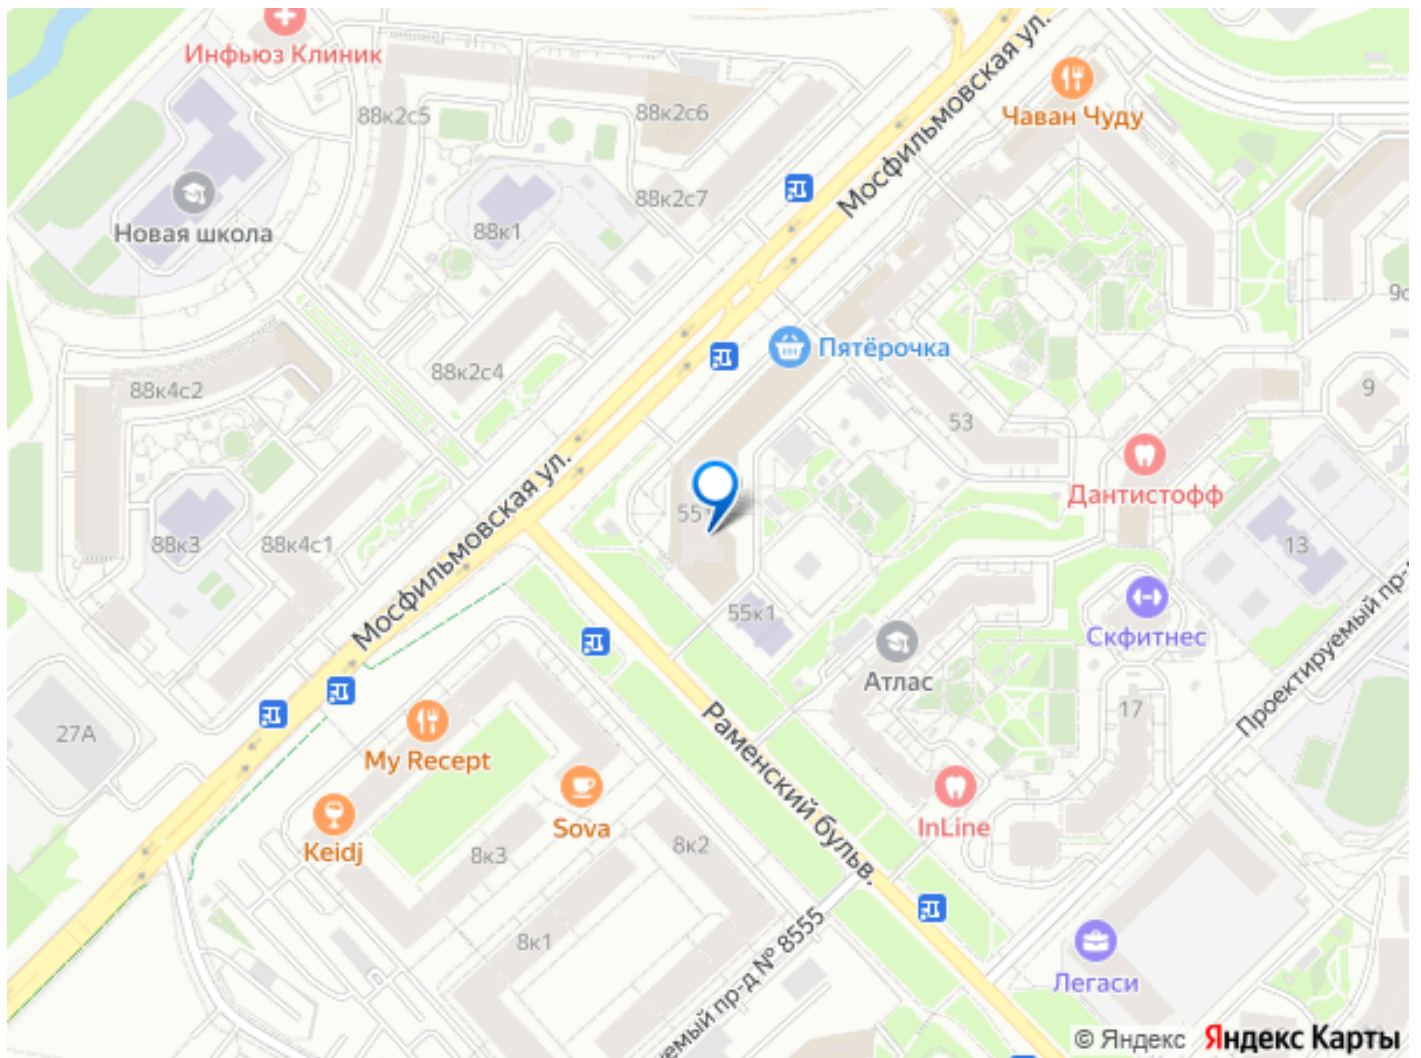 Инфьюз Клиник
88к2с5
88к2с6
Мосфильмовская ул.
Чаван Чуду
88к2с7
Новая школа
88к1
Пятёрочка
88к2с4
88к4с2
9
53
Дантистофф
Мосфильмовская ул.
55
88к3
88к4с1
13
55к1
Скфитнес
Атлас
Проектируемый пр-д
17
27А
My Recept
Раменский бульв.
Sova
InLine
Keidj
8к3
8к2
8к1
пр-д № 8555
Легаси
© Яндекс Яндекс Карты